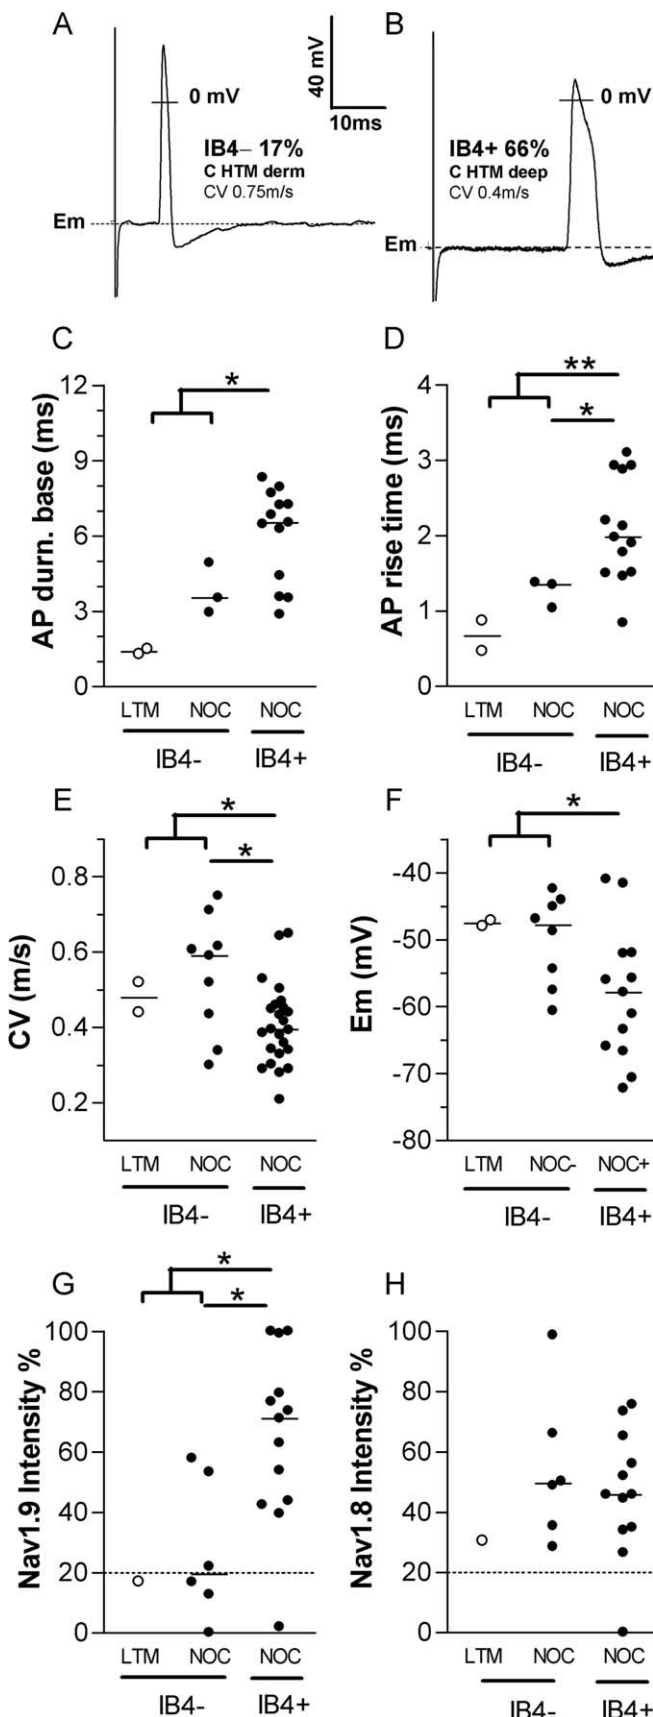 A
B
40 mV
10ms
0 mV
0 mV
IB4– 17%
C HTM derm
CV 0.75m/s
IB4+ 66%
C HTM deep
CV 0.4m/s
Em
Em
C
D
*
**
*
AP durn. base (ms)
12
9
6
3
0
AP rise time (ms)
4
3
2
1
0
LTM NOC NOC
IB4- IB4+
LTM NOC NOC
IB4- IB4+
E
F
*
*
*
CV (m/s)
0.8
0.6
0.4
0.2
Em (mV)
-40
-50
-60
-70
-80
LTM NOC NOC
IB4- IB4+
LTM NOC- NOC+
IB4- IB4+
G
H
*
*
Nav1.9 Intensity %
100
80
60
40
20
0
Nav1.8 Intensity %
100
80
60
40
20
0
LTM NOC NOC
IB4- IB4+
LTM NOC NOC
IB4- IB4+